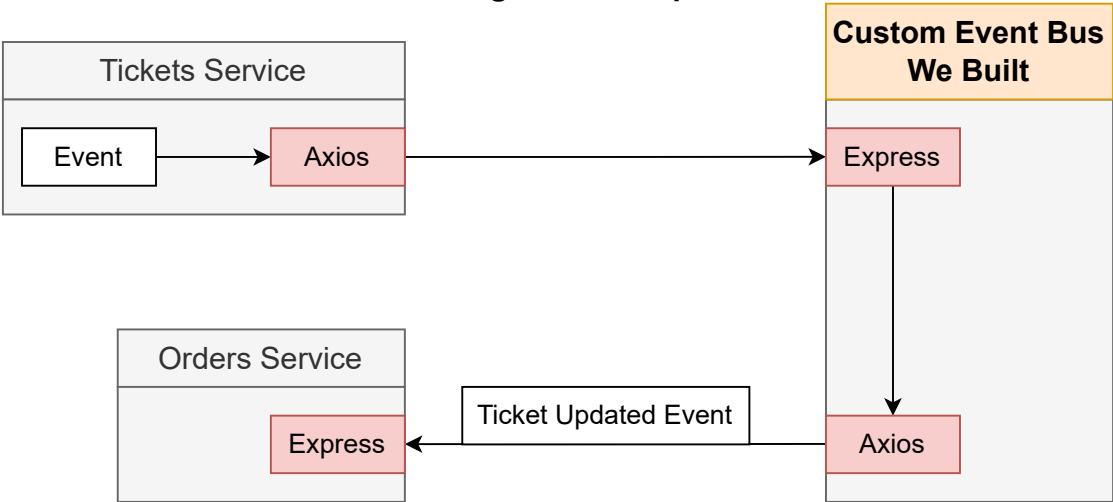 Custom Event Bus
We Built
Tickets Service
Event
Axios
Express
Orders Service
Ticket Updated Event
Express
Axios